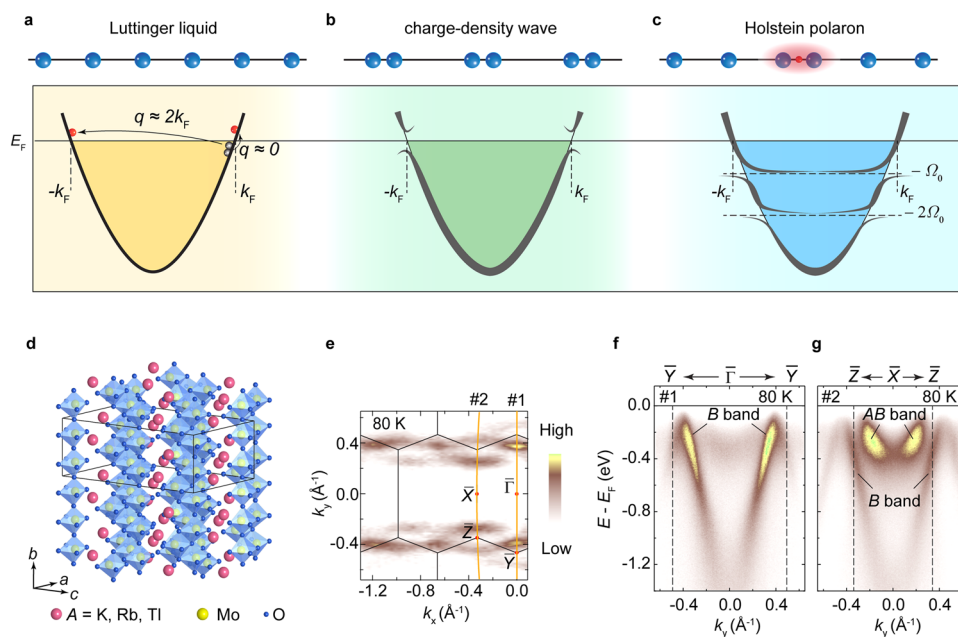 a
Luttinger liquid
b
charge-density wave
c
Holstein polaron
E_F
q ≈ 2k_F
q ≈ 0
-k_F
k_F
-k_F
k_F
-k_F
k_F
-Ω_0
-2Ω_0
d
b
a
c
A = K, Rb, Tl
Mo
O
e
#2
#1
80 K
High
Low
0.4
0.0
-0.4
k_y (Å⁻¹)
X̄
Γ̄
Z̄
Ȳ
-1.2
-0.8
-0.4
0.0
k_x (Å⁻¹)
f
Ȳ
Γ̄
Ȳ
#1
80 K
B band
0.0
-0.4
-0.8
-1.2
E - E_F (eV)
-0.4
0.0
0.4
k_y (Å⁻¹)
g
Z̄
X̄
Z̄
#2
80 K
AB band
B band
-0.4
0.0
0.4
k_y (Å⁻¹)